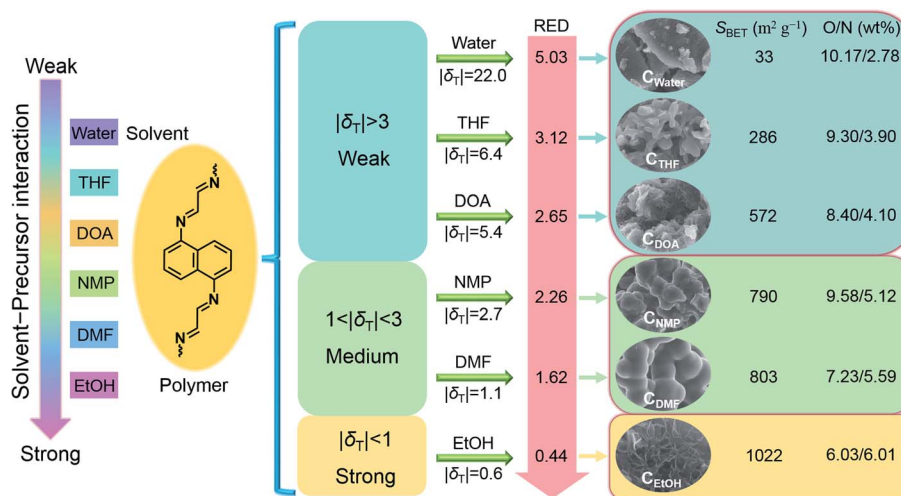 Weak
Solvent–Precursor interaction
Strong
Water
Solvent
THF
DOA
NMP
DMF
EtOH
N
N
N
N
Polymer
|δT|>3
Weak
1<|δT|<3
Medium
|δT|<1
Strong
RED
SBET (m² g⁻¹)
O/N (wt%)
Water
|δT|=22.0
5.03
CWater
33
10.17/2.78
THF
|δT|=6.4
3.12
CTHF
286
9.30/3.90
DOA
|δT|=5.4
2.65
CDOA
572
8.40/4.10
NMP
|δT|=2.7
2.26
CNMP
790
9.58/5.12
DMF
|δT|=1.1
1.62
CDMF
803
7.23/5.59
EtOH
|δT|=0.6
0.44
CEtOH
1022
6.03/6.01